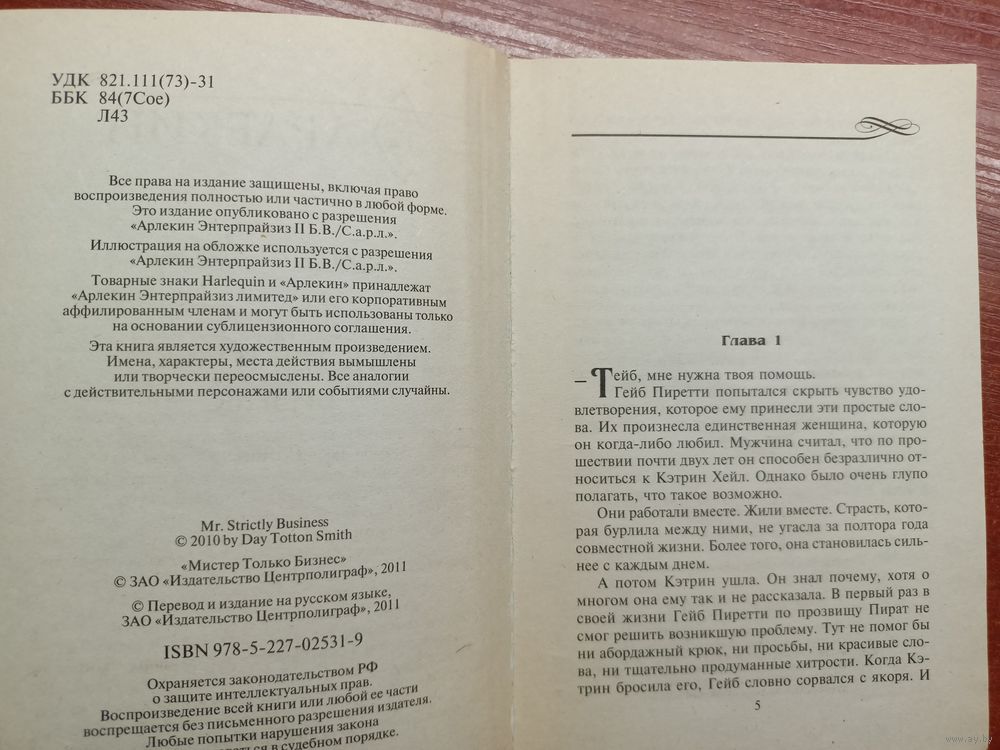 УДК 821.111(73)-31
ББК 84(7Сое)
Л43
Все права на издание защищены, включая право
воспроизведения полностью или частично в любой форме.
Это издание опубликовано с разрешения
«Арлекин Энтерпрайзиз II Б.В./С.а.р.л.».
Иллюстрация на обложке используется с разрешения
«Арлекин Энтерпрайзиз II Б.В./С.а.р.л.».
Товарные знаки Harlequin и «Арлекин» принадлежат
«Арлекин Энтерпрайзиз лимитед» или его корпоративным
аффилированным членам и могут быть использованы только
на основании сублицензионного соглашения.
Эта книга является художественным произведением.
Имена, характеры, места действия вымышлены
или творчески переосмыслены. Все аналогии
с действительными персонажами или событиями случайны.
Mr. Strictly Business
© 2010 by Day Totton Smith
«Мистер Только Бизнес»
© ЗАО «Издательство Центрполиграф», 2011
© Перевод и издание на русском языке,
ЗАО «Издательство Центрполиграф», 2011
ISBN 978-5-227-02531-9
Охраняется законодательством РФ
о защите интеллектуальных прав.
Воспроизведение всей книги или любой ее части
воспрещается без письменного разрешения издателя.
Любые попытки нарушения закона
в судебном порядке.
Глава 1
– Гейб, мне нужна твоя помощь.
Гейб Пиретти попытался скрыть чувство удо-
влетворения, которое ему принесли эти простые сло-
ва. Их произнесла единственная женщина, которую
он когда-либо любил. Мужчина считал, что по про-
шествии почти двух лет он способен безразлично от-
носиться к Кэтрин Хейл. Однако было очень глупо
полагать, что такое возможно.
Они работали вместе. Жили вместе. Страсть, кото-
рая бурлила между ними, не угасла за полтора года
совместной жизни. Более того, она становилась силь-
нее с каждым днем.
А потом Кэтрин ушла. Он знал почему, хотя о
многом она ему так и не рассказала. В первый раз в
своей жизни Гейб Пиретти по прозвищу Пират не
смог решить возникшую проблему. Тут не помог бы
ни абордажный крюк, ни просьбы, ни красивые сло-
ва, ни тщательно продуманные хитрости. Когда Кэ-
трин бросила его, Гейб словно сорвался с якоря. И
5
www.ay.by